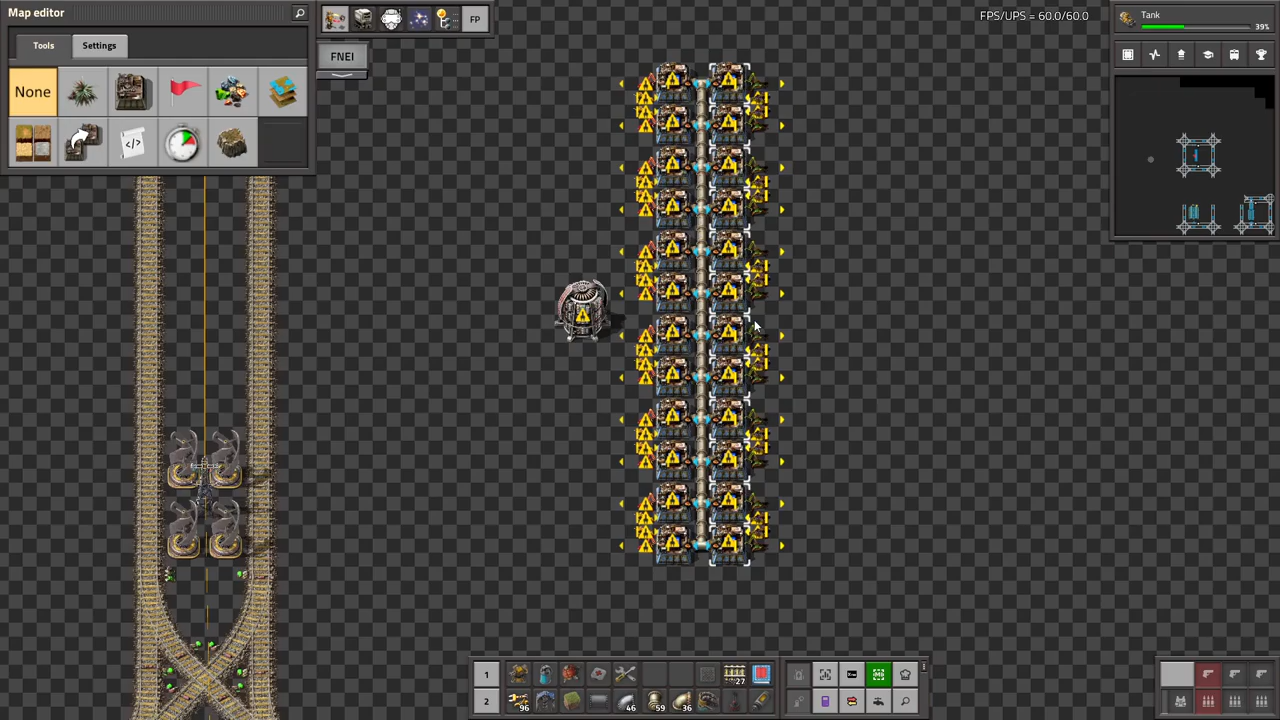 Map editor
Tools Settings
None
FP
FNEI
FPS/UPS = 60.0/60.0
Tank
39%
1
27
2
96
46
59
36